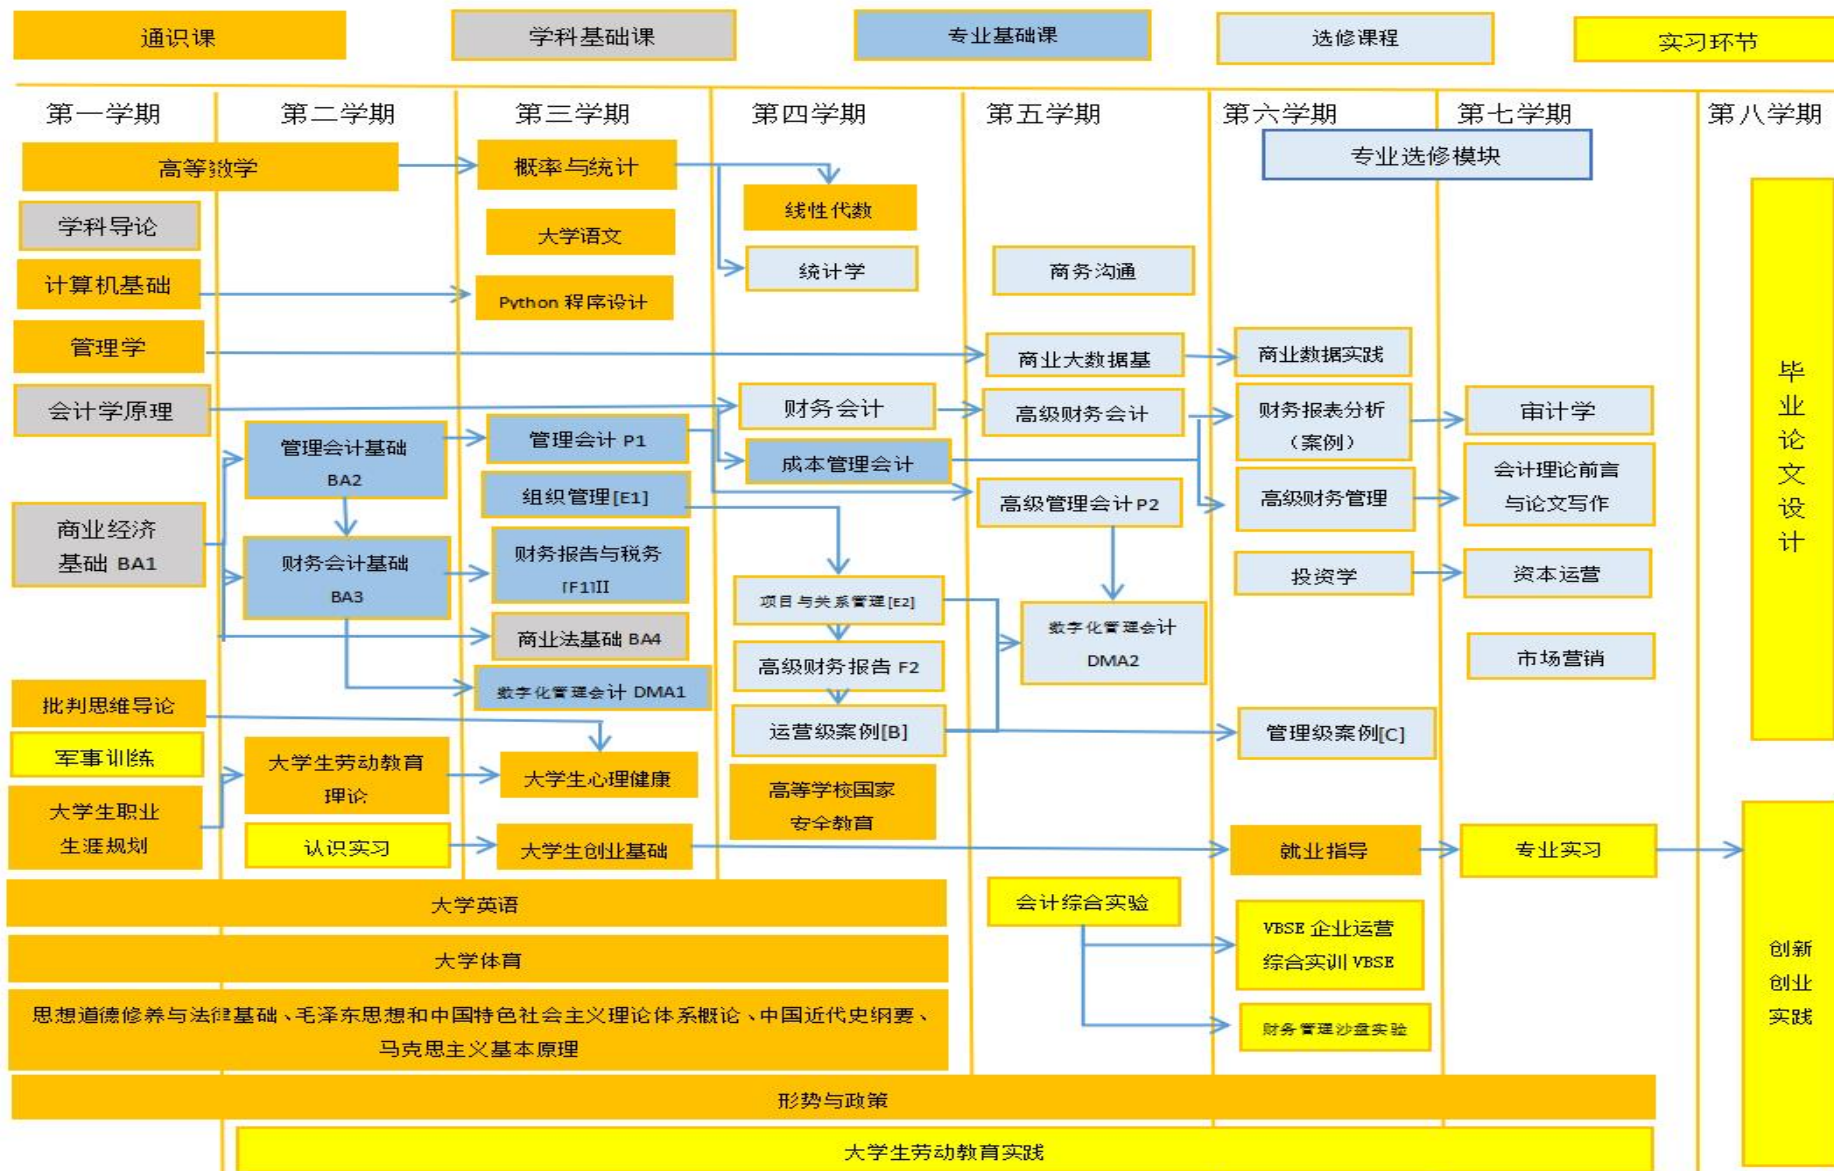 通识课
学科基础课
专业基础课
选修课程
实习环节
第一学期
第二学期
第三学期
第四学期
第五学期
第六学期
第七学期
第八学期
专业选修模块
高等数学
概率与统计
线性代数
学科导论
大学语文
统计学
商务沟通
计算机基础
Python 程序设计
管理学
商业大数据基
商业数据实践
会计学原理
财务会计
高级财务会计
财务报表分析
（案例）
审计学
管理会计基础
BA2
管理会计 P1
成本管理会计
组织管理[E1]
高级管理会计 P2
高级财务管理
会计理论前言
与论文写作
商业经济
基础 BA1
财务会计基础
BA3
财务报告与税务
[F1]II
投资学
资本运营
项目与关系管理[E2]
数字化管理会计
DMA2
商业法基础 BA4
高级财务报告 F2
市场营销
数字化管理会计 DMA1
批判思维导论
运营级案例[B]
管理级案例[C]
军事训练
大学生劳动教育
理论
大学生心理健康
高等学校国家
安全教育
大学生职业
生涯规划
认识实习
大学生创业基础
就业指导
专业实习
毕
业
论
文
设
计
大学英语
会计综合实验
VBSE 企业运营
综合实训 VBSE
大学体育
思想道德修养与法律基础、毛泽东思想和中国特色社会主义理论体系概论、中国近代史纲要、
马克思主义基本原理
财务管理沙盘实验
创新
创业
实践
形势与政策
大学生劳动教育实践